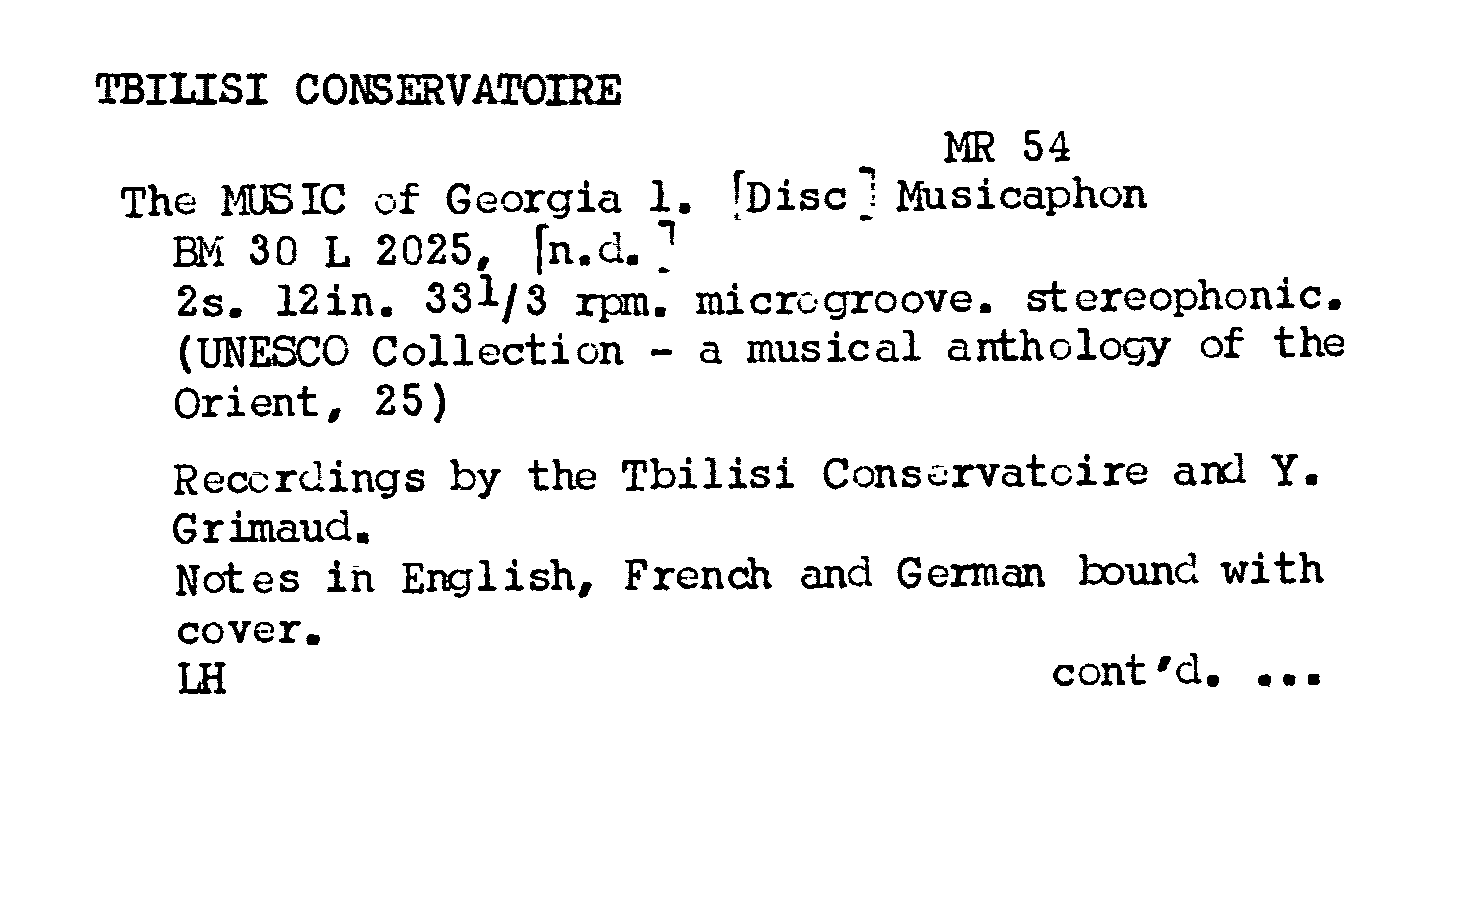 TBILISI CONSERVATOIRE
MR 54
The MUSIC of Georgia 1. [Disc] Musicaphon
BM 30 L 2025, [n.d.]
2s. 12in. 33 1/3 rpm. microgroove. stereophonic.
(UNESCO Collection - a musical anthology of the
Orient, 25)
Recordings by the Tbilisi Conservatoire and Y.
Grimaud.
Notes in English, French and German bound with
cover.
LH cont'd. ...